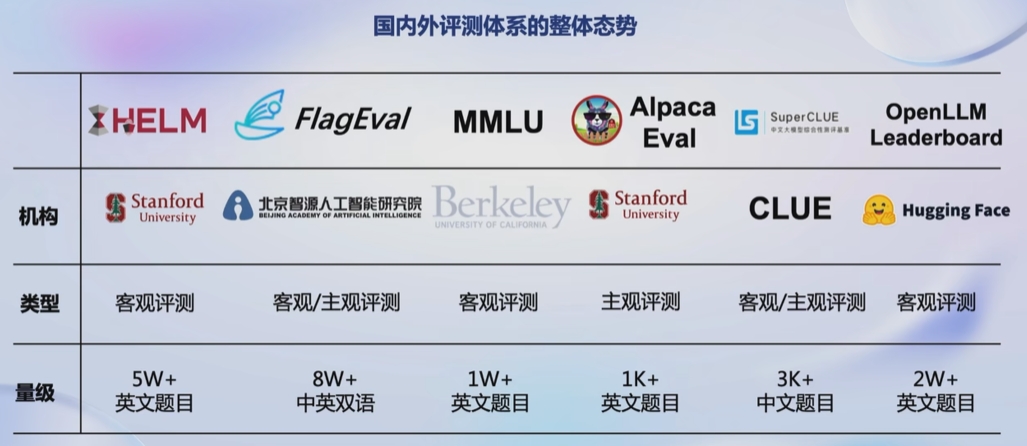 国内外评测体系的整体态势
HELM
FlagEval
MMLU
Alpaca
Eval
SuperCLUE
中文大模型综合性测评基准
OpenLLM
Leaderboard
机构
Stanford
University
北京智源人工智能研究院
BEIJING ACADEMY OF ARTIFICIAL INTELLIGENCE
Berkeley
UNIVERSITY OF CALIFORNIA
Stanford
University
CLUE
Hugging Face
类型
客观评测
客观/主观评测
客观评测
主观评测
客观/主观评测
客观评测
量级
5W+
英文题目
8W+
中英双语
1W+
英文题目
1K+
英文题目
3K+
中文题目
2W+
英文题目